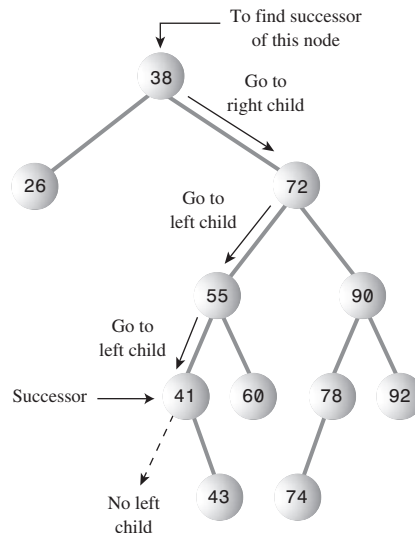 To find successor
of this node
38
Go to
right child
26
72
Go to
left child
55
90
Go to
left child
Successor
41
60
78
92
No left
child
43
74